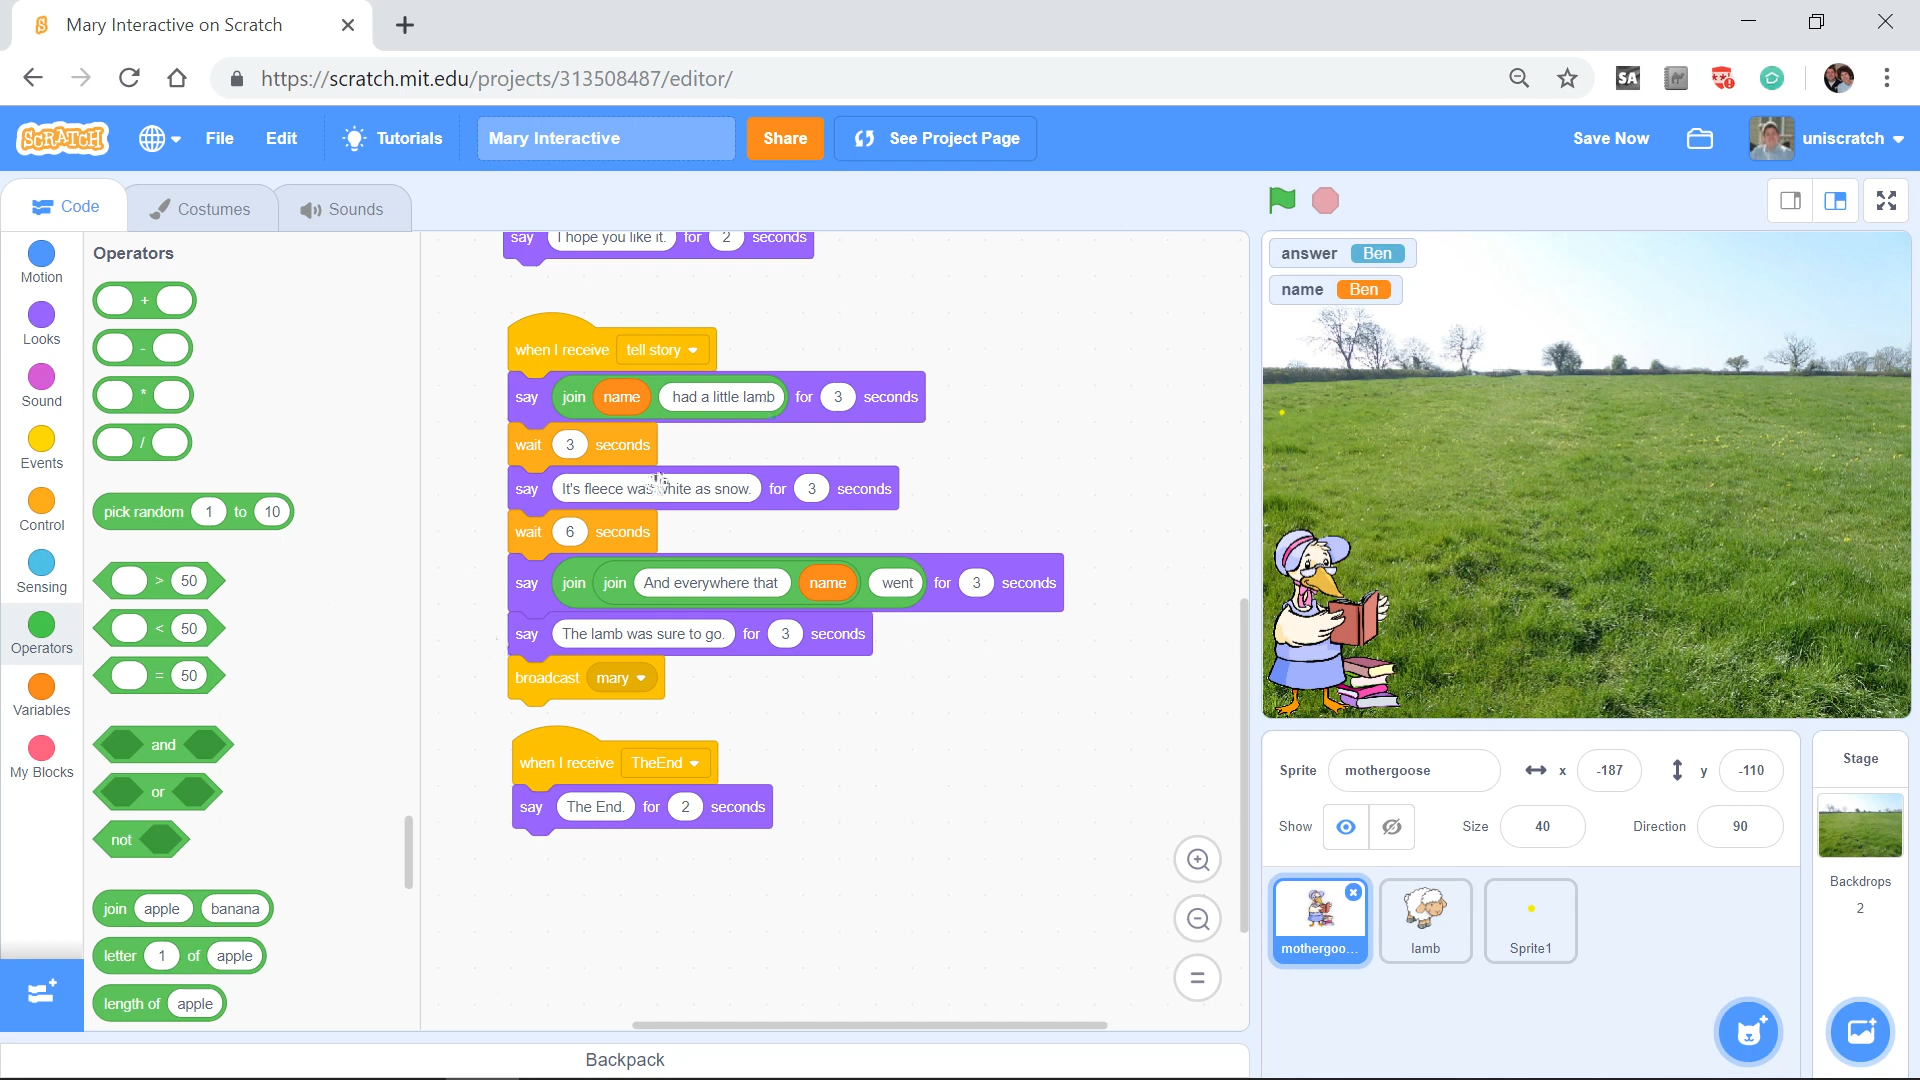 Mary Interactive on Scratch
https://scratch.mit.edu/projects/313508487/editor/
SA
SCRATCH
File
Edit
Tutorials
Mary Interactive
Share
See Project Page
Save Now
uniscratch
Code
Costumes
Sounds
Motion
Looks
Sound
Events
Control
Sensing
Operators
Variables
My Blocks
Operators
+
-
*
/
pick random 1 to 10
> 50
< 50
= 50
and
or
not
join apple banana
letter 1 of apple
length of apple
say I hope you like it. for 2 seconds
when I receive tell story
say join name had a little lamb for 3 seconds
wait 3 seconds
say It's fleece was white as snow. for 3 seconds
wait 6 seconds
say join join And everywhere that name went for 3 seconds
say The lamb was sure to go. for 3 seconds
broadcast mary
when I receive TheEnd
say The End. for 2 seconds
Backpack
answer Ben
name Ben
Sprite mothergoose x -187 y -110
Show Size 40 Direction 90
mothergoo...
lamb
Sprite1
Stage
Backdrops
2